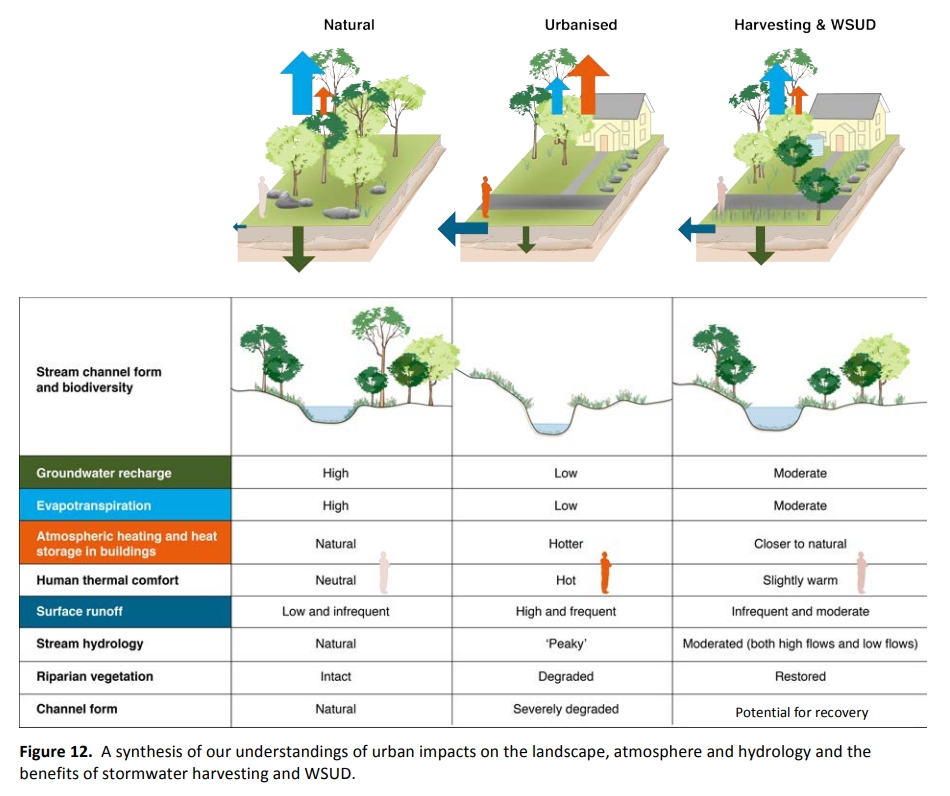 Natural
Urbanised
Harvesting & WSUD
Stream channel form
and biodiversity
Groundwater recharge
High
Low
Moderate
Evapotranspiration
High
Low
Moderate
Atmospheric heating and heat
storage in buildings
Natural
Hotter
Closer to natural
Human thermal comfort
Neutral
Hot
Slightly warm
Surface runoff
Low and infrequent
High and frequent
Infrequent and moderate
Stream hydrology
Natural
‘Peaky’
Moderated (both high flows and low flows)
Riparian vegetation
Intact
Degraded
Restored
Channel form
Natural
Severely degraded
Potential for recovery
Figure 12. A synthesis of our understandings of urban impacts on the landscape, atmosphere and hydrology and the
benefits of stormwater harvesting and WSUD.